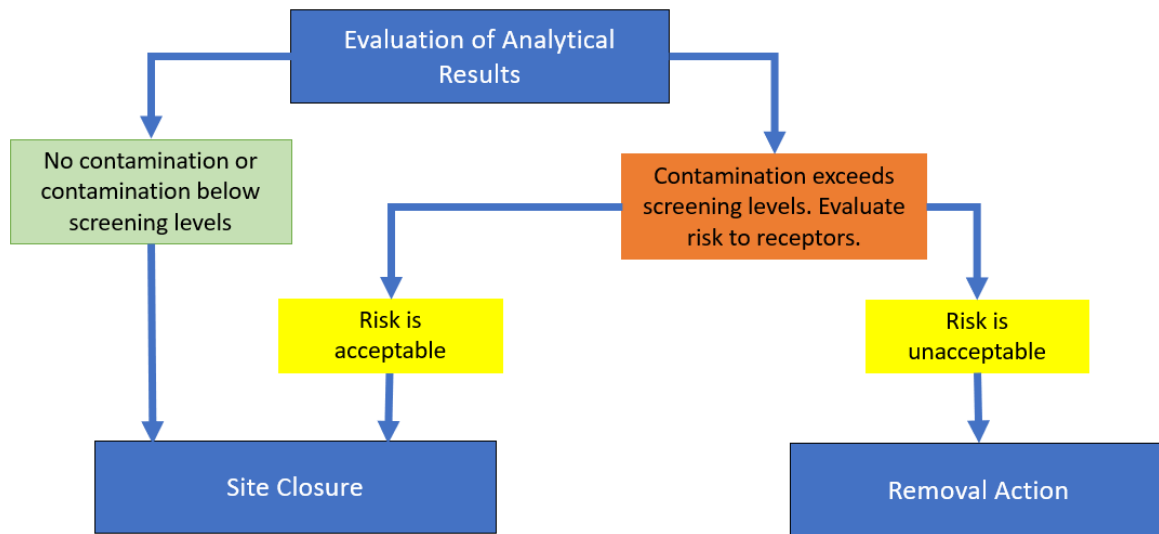 Evaluation of Analytical
Results
No contamination or
contamination below
screening levels
Contamination exceeds
screening levels. Evaluate
risk to receptors.
Risk is
acceptable
Risk is
unacceptable
Site Closure
Removal Action